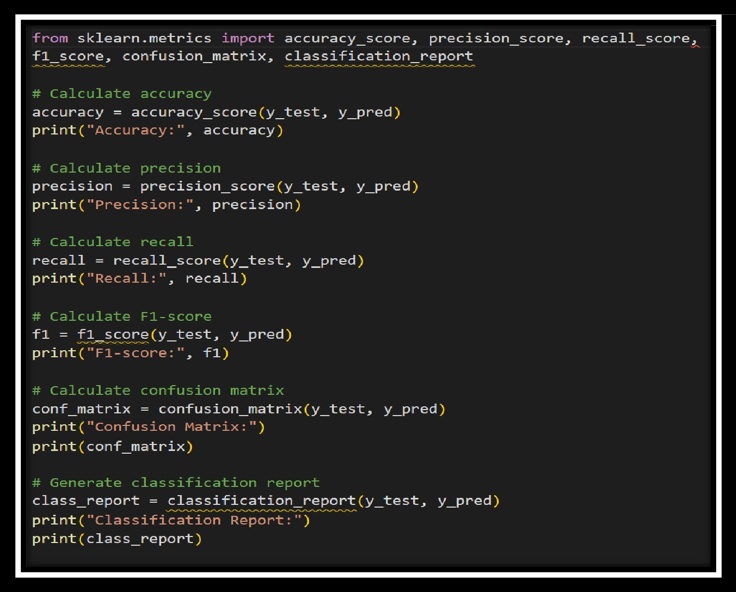 from sklearn.metrics import accuracy_score, precision_score, recall_score,
f1_score, confusion_matrix, classification_report
# Calculate accuracy
accuracy = accuracy_score(y_test, y_pred)
print("Accuracy:", accuracy)
# Calculate precision
precision = precision_score(y_test, y_pred)
print("Precision:", precision)
# Calculate recall
recall = recall_score(y_test, y_pred)
print("Recall:", recall)
# Calculate F1-score
f1 = f1_score(y_test, y_pred)
print("F1-score:", f1)
# Calculate confusion matrix
conf_matrix = confusion_matrix(y_test, y_pred)
print("Confusion Matrix:")
print(conf_matrix)
# Generate classification report
class_report = classification_report(y_test, y_pred)
print("Classification Report:")
print(class_report)